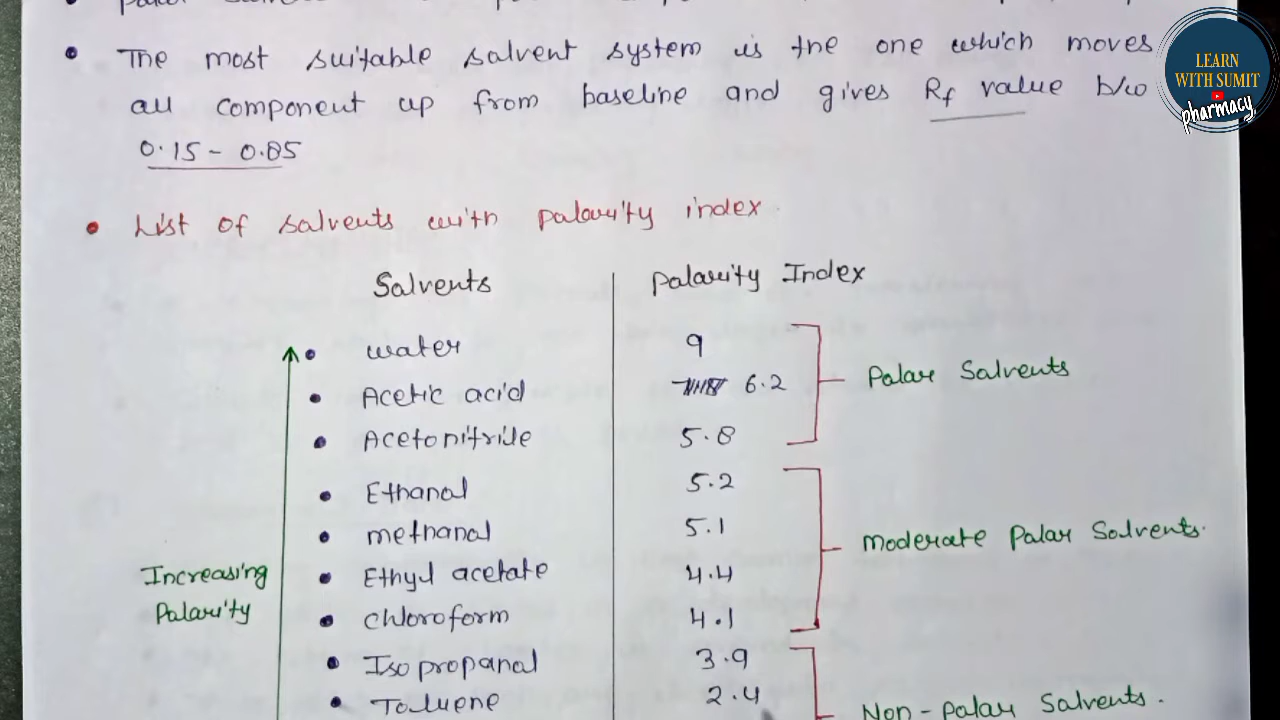 The most suitable solvent system is the one which moves
all component up from baseline and gives Rf value b/w
0.15 - 0.85
List of solvents with polarity index
Solvents Polarity Index
water 9
Acetic acid 6.2
Acetonitrile 5.8
Polar Solvents
Ethanol 5.2
methanol 5.1
Ethyl acetate 4.4
chloroform 4.1
Moderate Polar Solvents.
Isopropanol 3.9
Toluene 2.4
Non-polar Solvents.
Increasing
Polarity
LEARN
WITH SUMIT
pharmacy